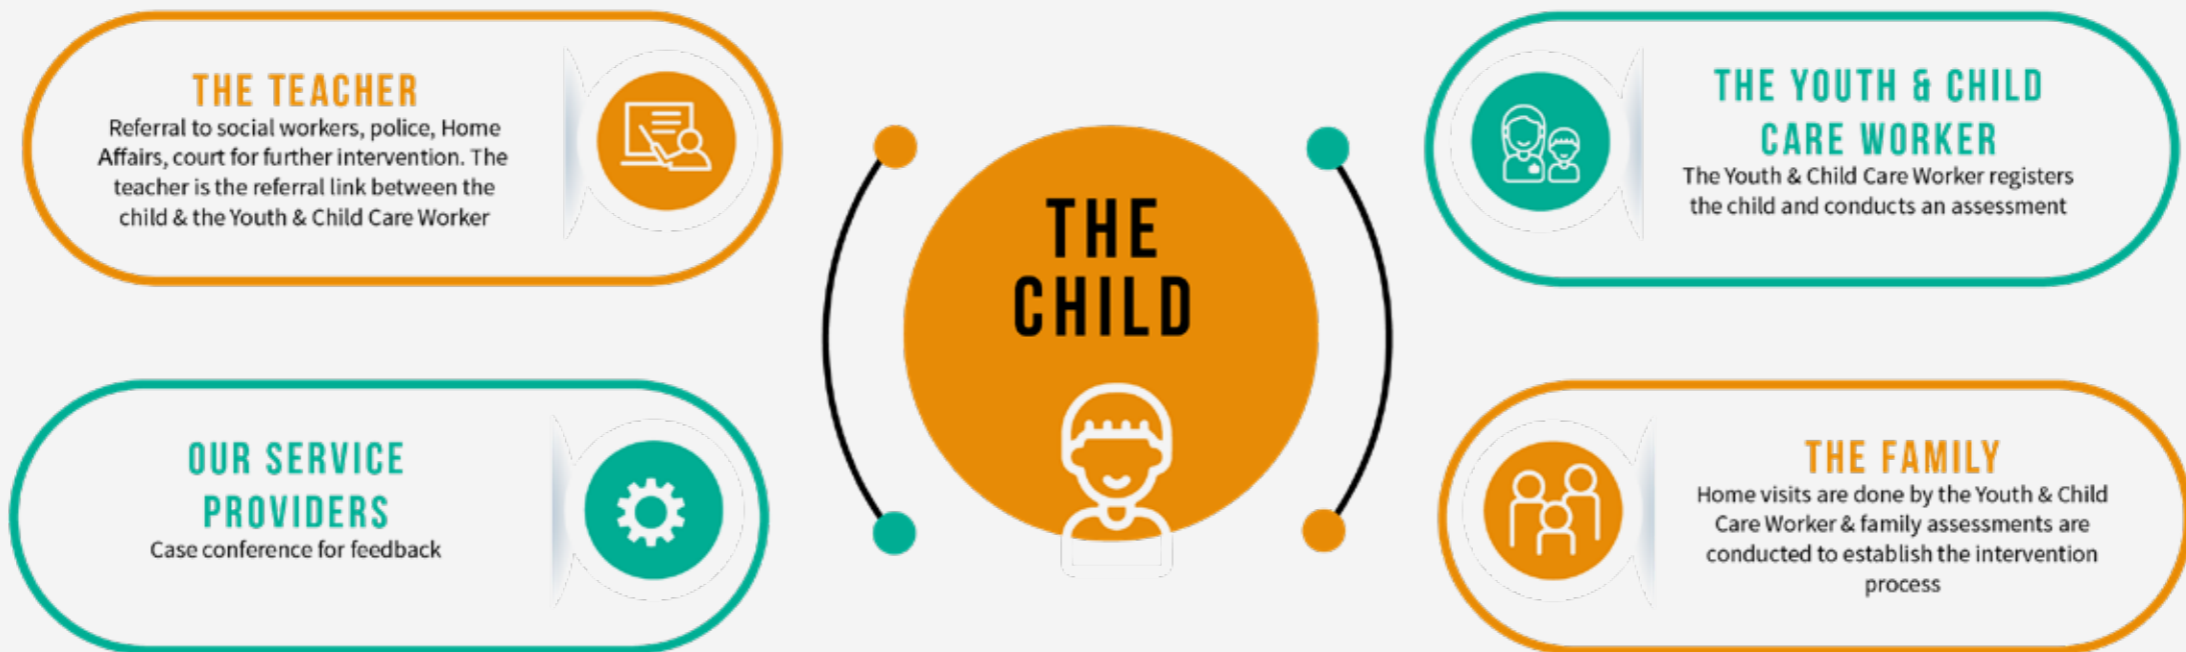 THE TEACHER
Referral to social workers, police, Home
Affairs, court for further intervention. The
teacher is the referral link between the
child & the Youth & Child Care Worker
OUR SERVICE
PROVIDERS
Case conference for feedback
THE
CHILD
THE YOUTH & CHILD
CARE WORKER
The Youth & Child Care Worker registers
the child and conducts an assessment
THE FAMILY
Home visits are done by the Youth & Child
Care Worker & family assessments are
conducted to establish the intervention
process